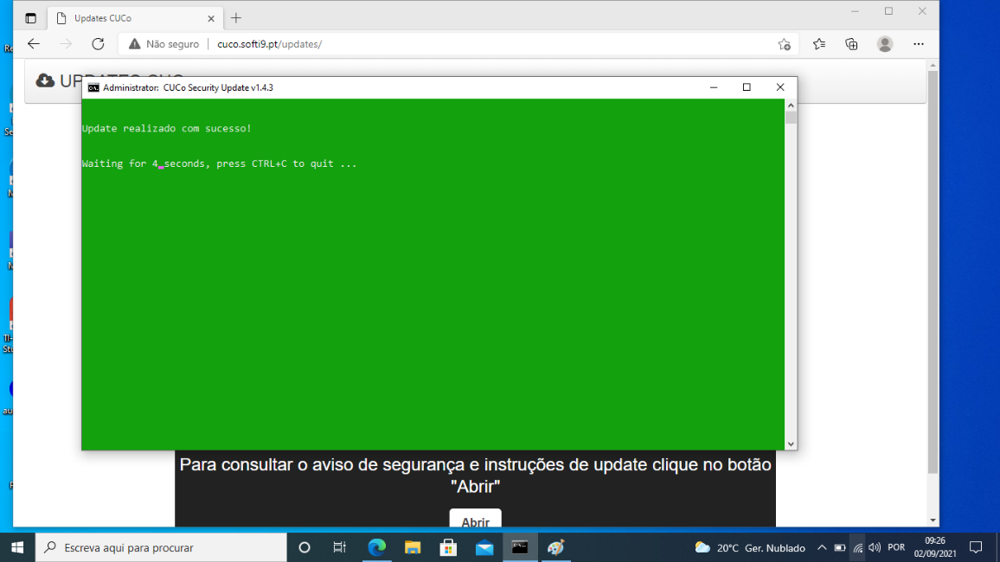 Updates CUCo
Não seguro
cuco.softi9.pt/updates/
Administrator: CUCo Security Update v1.4.3
Update realizado com sucesso!
Waiting for 4 seconds, press CTRL+C to quit ...
Para consultar o aviso de segurança e instruções de update clique no botão
"Abrir"
Abrir
Escreva aqui para procurar
20°C Ger. Nublado
POR
09:26
02/09/2021